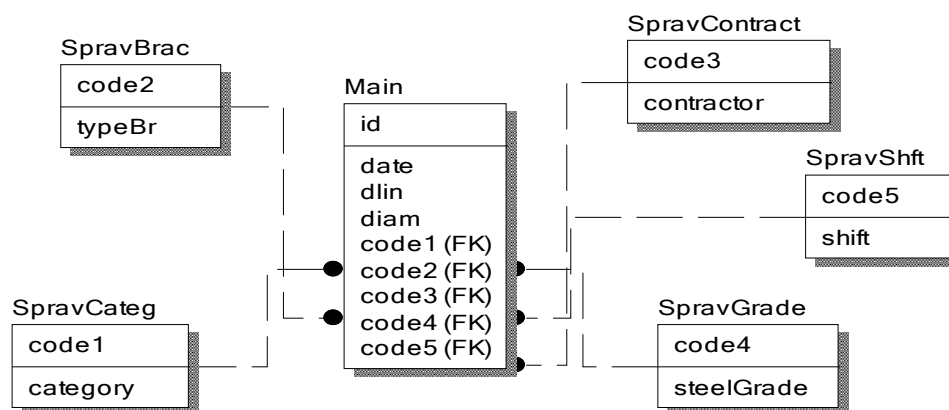 SpravBrac
code2
typeBr
Main
id
date
dlin
diam
code1 (FK)
code2 (FK)
code3 (FK)
code4 (FK)
code5 (FK)
SpravContract
code3
contractor
SpravShft
code5
shift
SpravCateg
code1
category
SpravGrade
code4
steelGrade